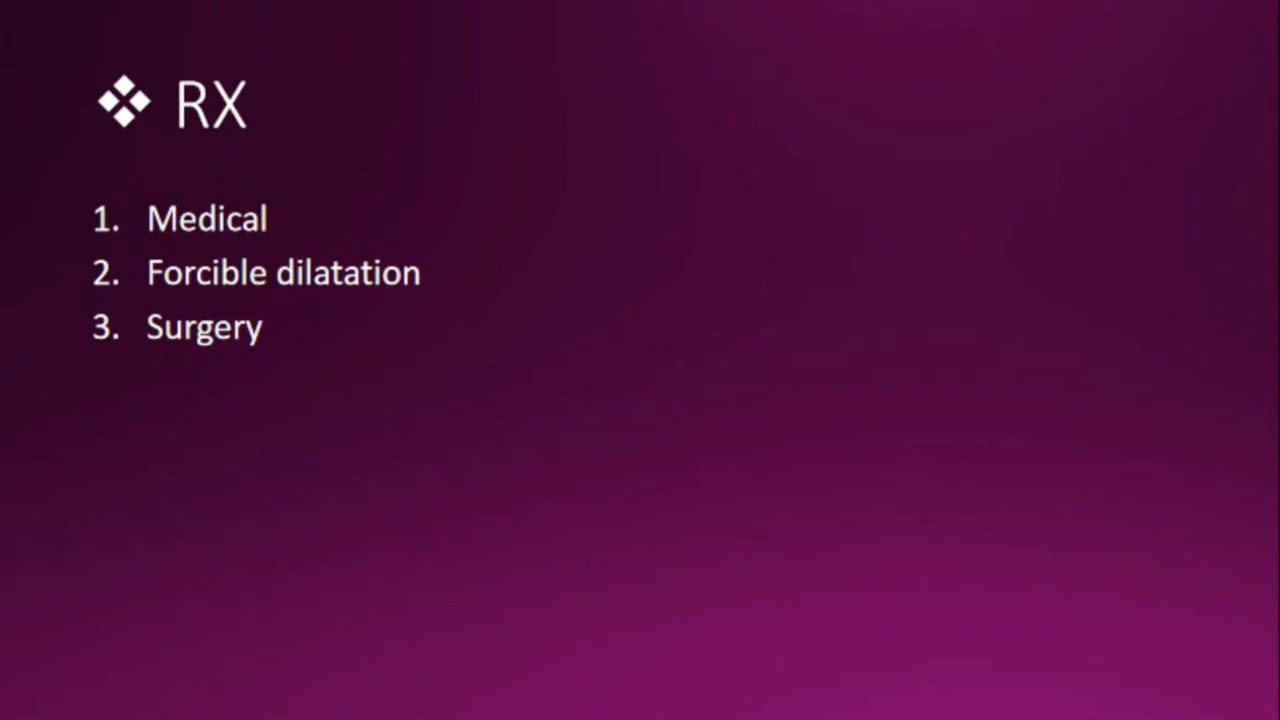 ❖ RX
1. Medical
2. Forcible dilatation
3. Surgery